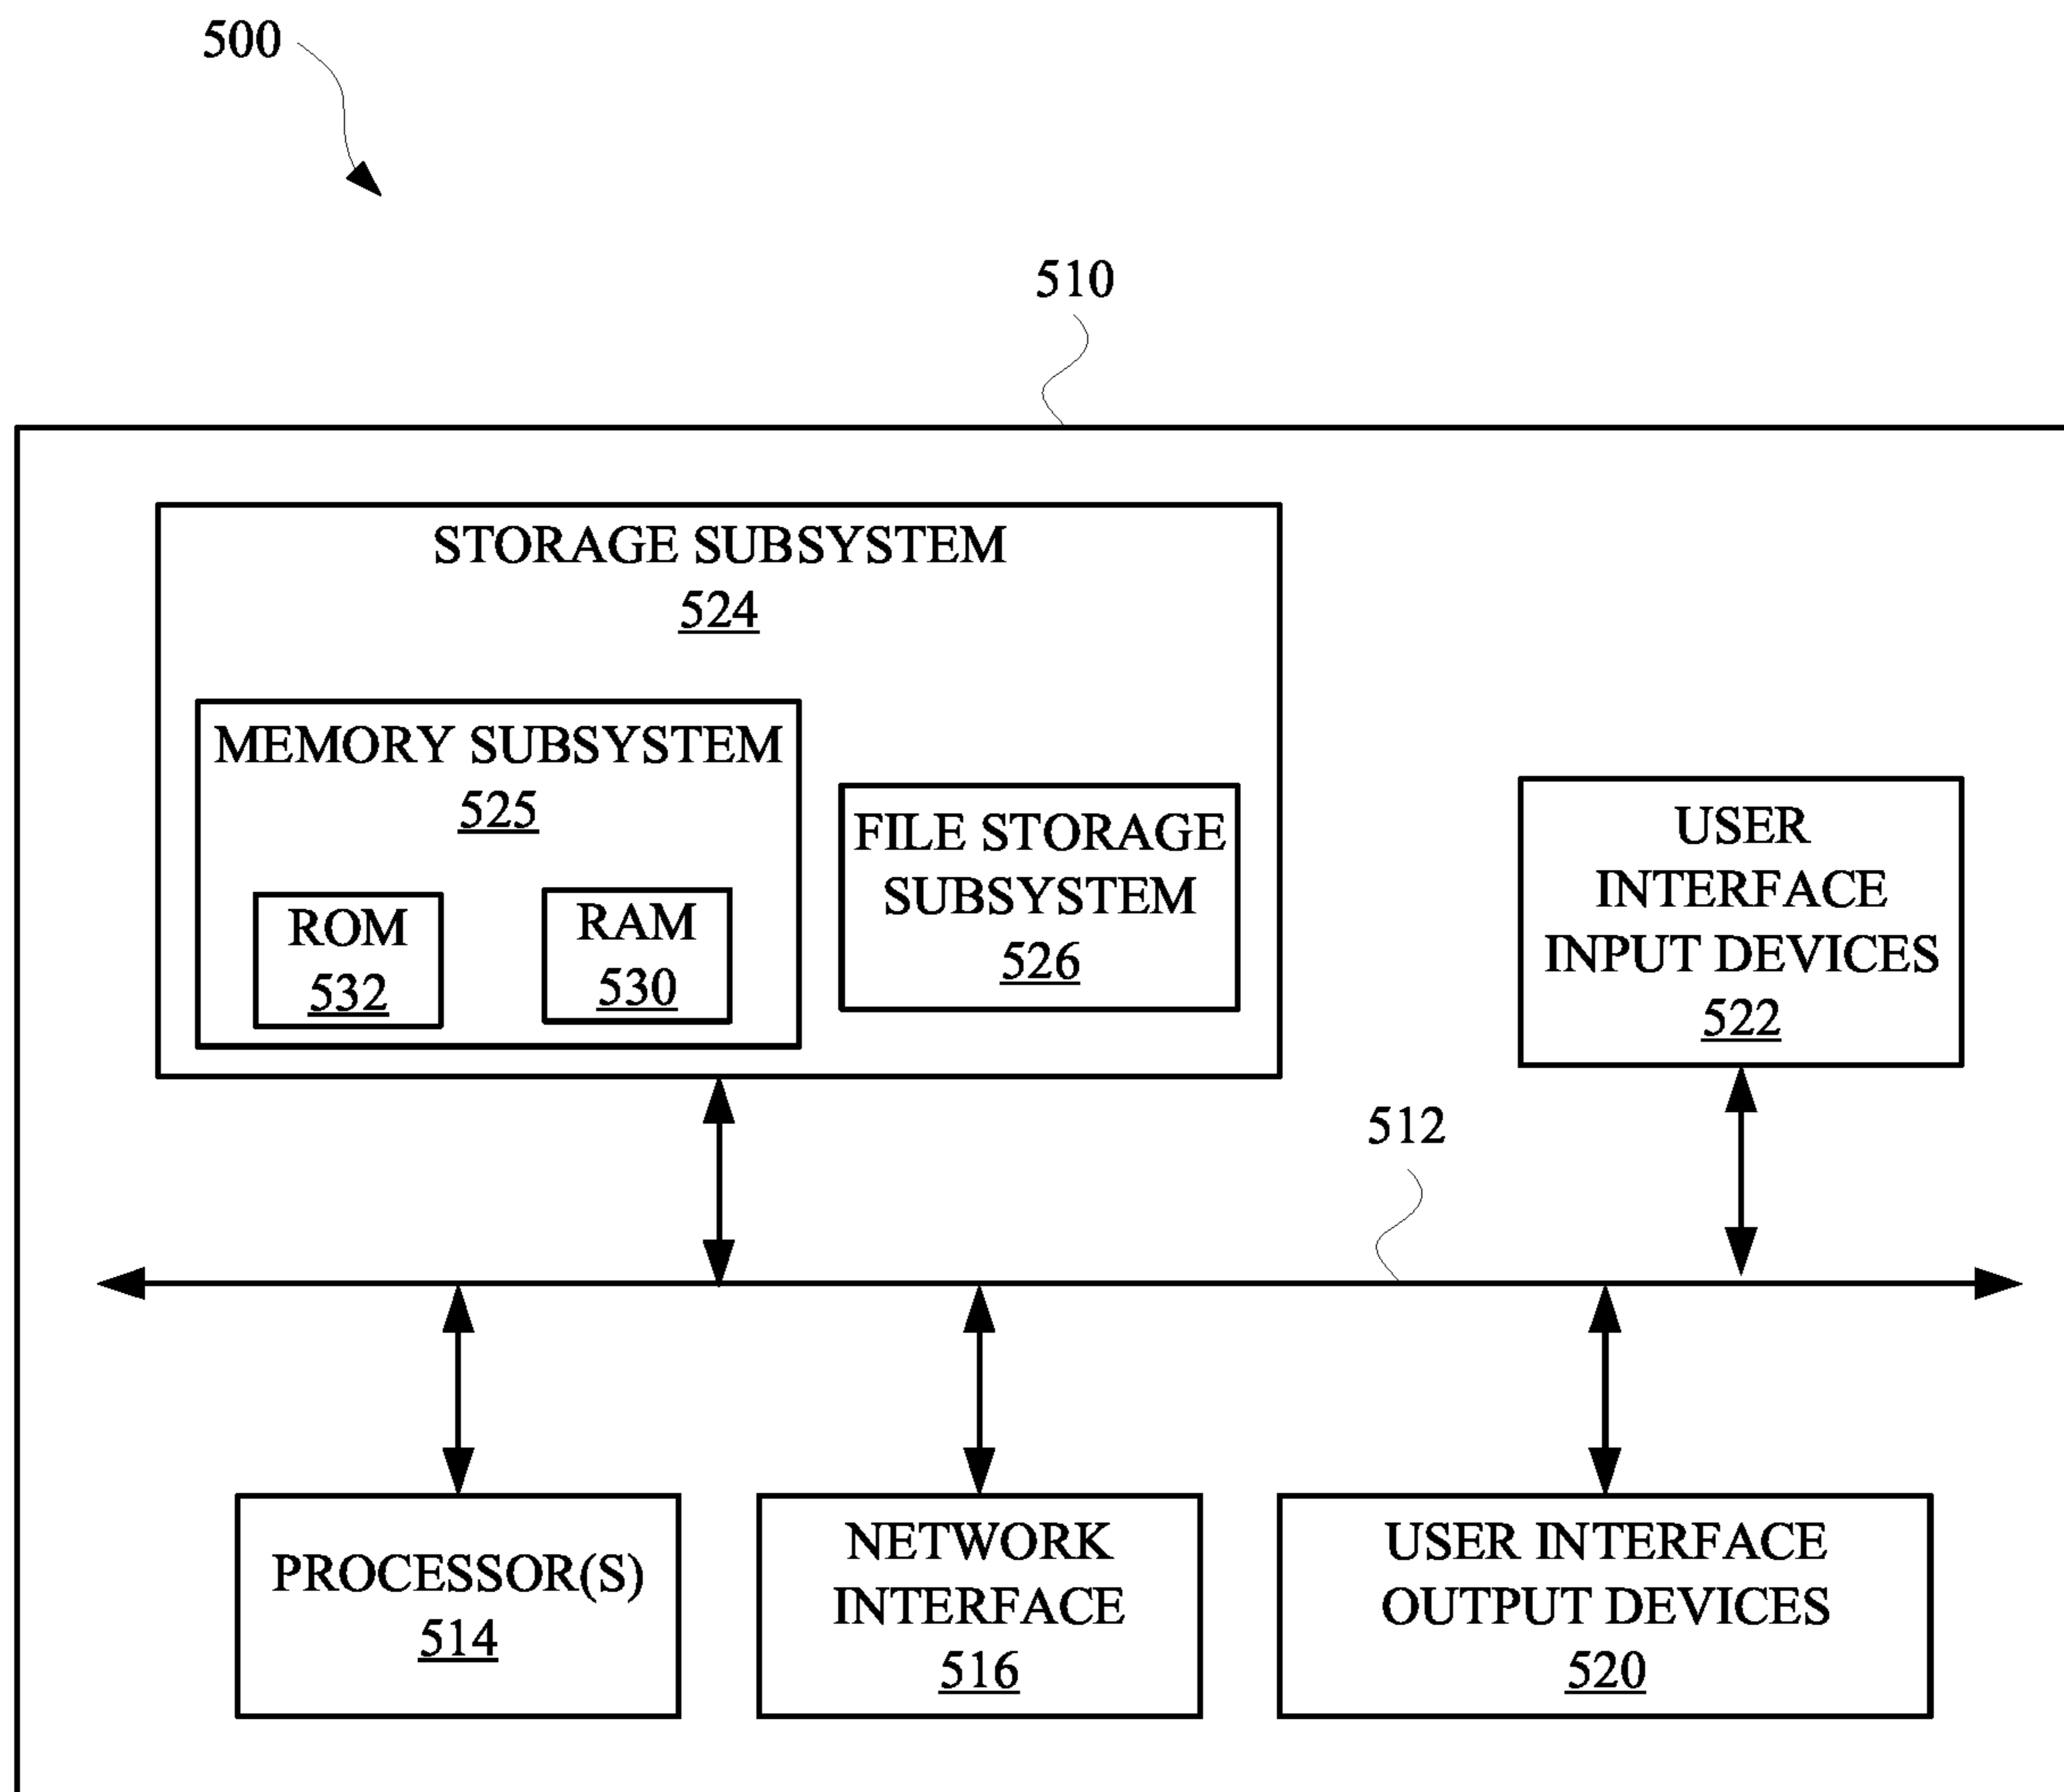 500
510
STORAGE SUBSYSTEM
524
MEMORY SUBSYSTEM
525
ROM
532
RAM
530
FILE STORAGE
SUBSYSTEM
526
USER
INTERFACE
INPUT DEVICES
522
512
PROCESSOR(S)
514
NETWORK
INTERFACE
516
USER INTERFACE
OUTPUT DEVICES
520